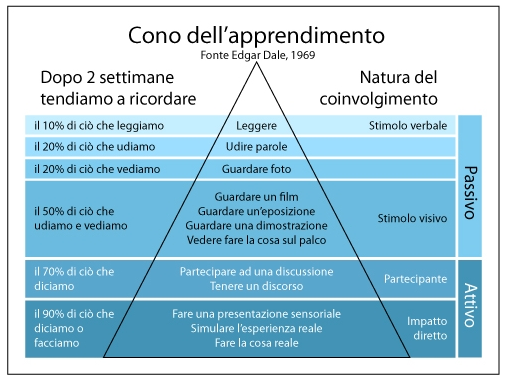 Cono dell'apprendimento
Fonte Edgar Dale, 1969
Dopo 2 settimane
tendiamo a ricordare
Natura del
coinvolgimento
il 10% di ciò che leggiamo
Leggere
Stimolo verbale
il 20% di ciò che udiamo
Udire parole
il 20% di ciò che vediamo
Guardare foto
il 50% di ciò che
udiamo e vediamo
Guardare un film
Guardare un'eposizione
Guardare una dimostrazione
Vedere fare la cosa sul palco
Stimolo visivo
Passivo
il 70% di ciò che
diciamo
Partecipare ad una discussione
Tenere un discorso
Partecipante
il 90% di ciò che
diciamo o
facciamo
Fare una presentazione sensoriale
Simulare l'esperienza reale
Fare la cosa reale
Impatto
diretto
Attivo